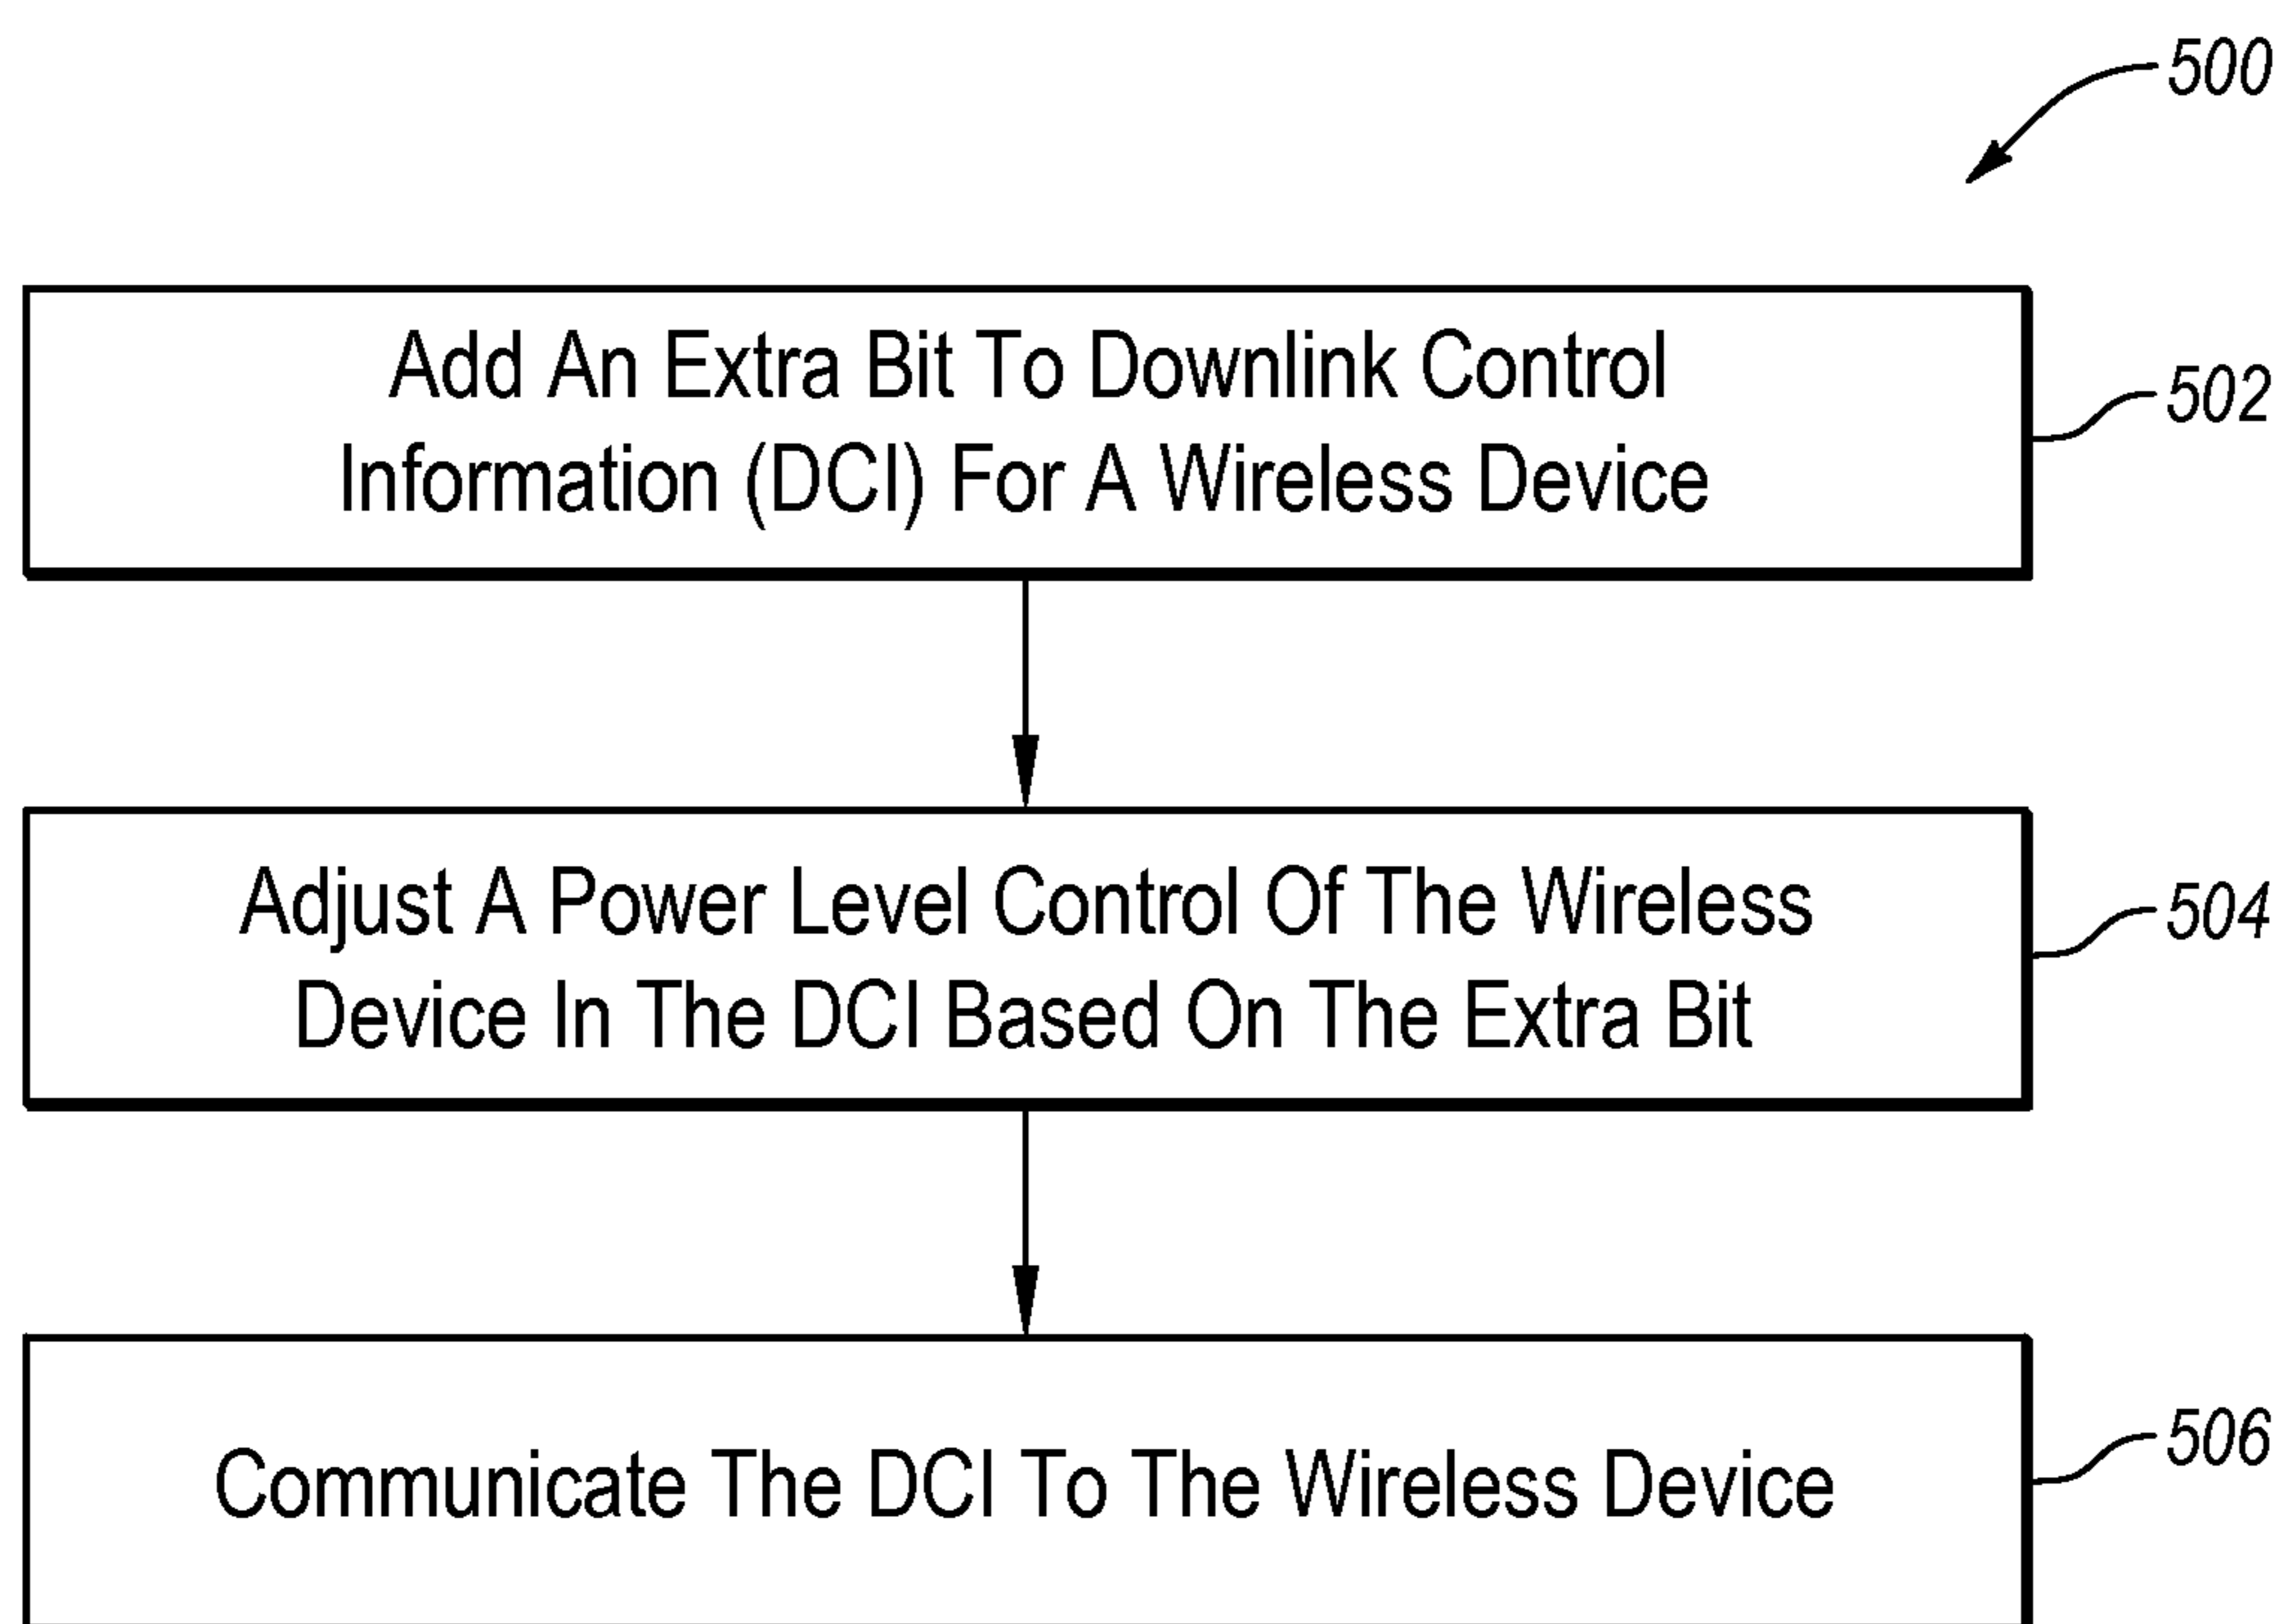 500
Add An Extra Bit To Downlink Control
Information (DCI) For A Wireless Device
502
Adjust A Power Level Control Of The Wireless
Device In The DCI Based On The Extra Bit
504
Communicate The DCI To The Wireless Device
506